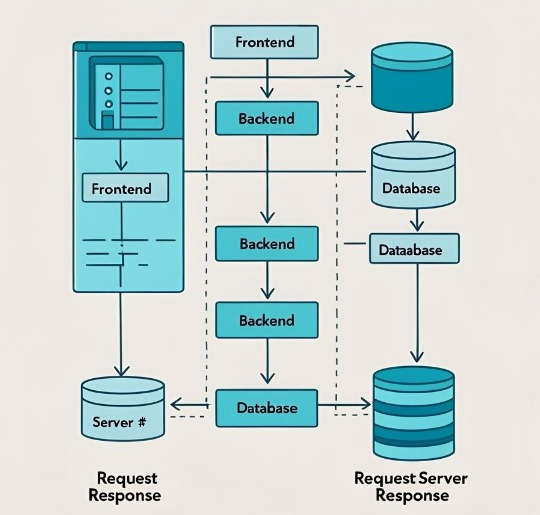 Frontend
Backend
Frontend
Database
Backend
Dataabase
Backend
Database
Server #
Request
Response
Request Server
Response